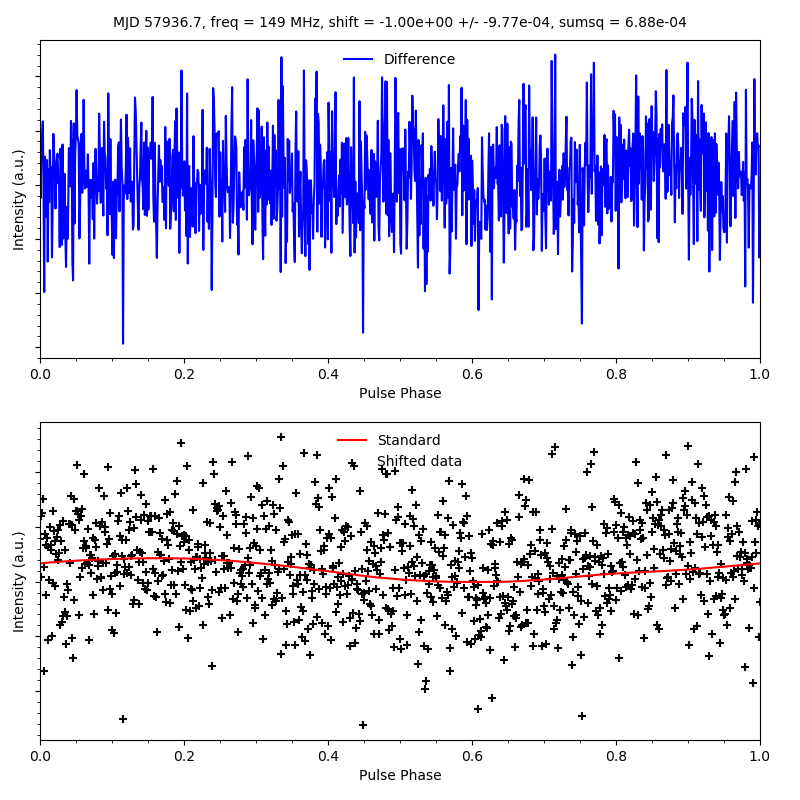 MJD 57936.7, freq = 149 MHz, shift = -1.00e+00 +/- -9.77e-04, sumsq = 6.88e-04
Difference
Intensity (a.u.)
0.0 0.2 0.4 0.6 0.8 1.0
Pulse Phase
Standard
Shifted data
Intensity (a.u.)
0.0 0.2 0.4 0.6 0.8 1.0
Pulse Phase